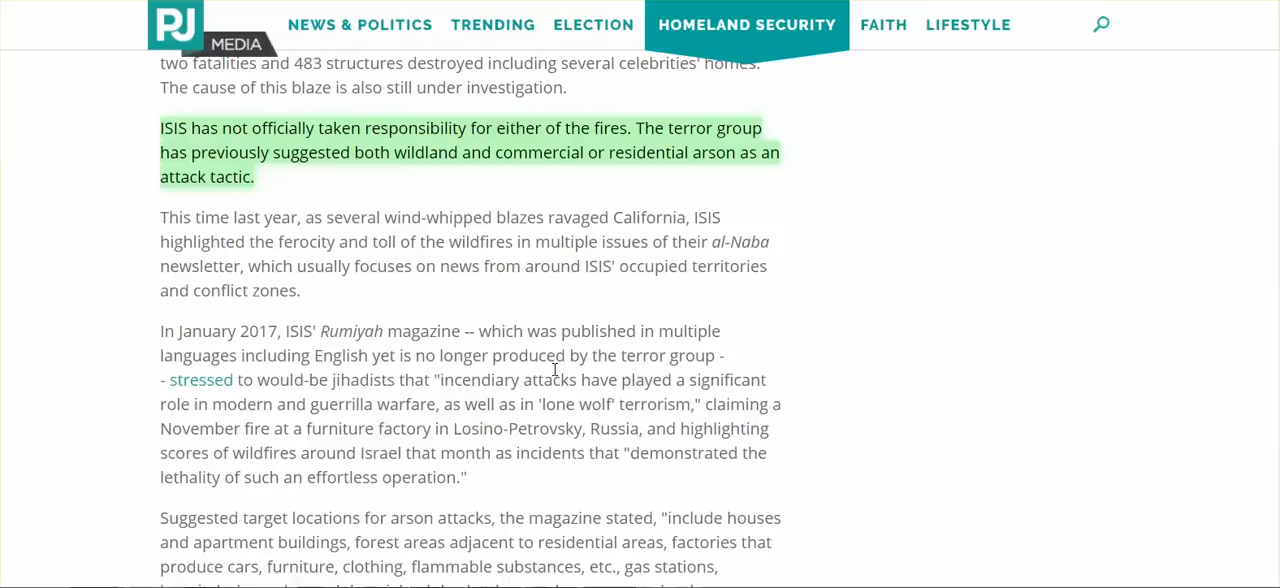 PJ MEDIA
NEWS & POLITICS TRENDING ELECTION HOMELAND SECURITY FAITH LIFESTYLE
two fatalities and 483 structures destroyed including several celebrities' homes.
The cause of this blaze is also still under investigation.
ISIS has not officially taken responsibility for either of the fires. The terror group
has previously suggested both wildland and commercial or residential arson as an
attack tactic.
This time last year, as several wind-whipped blazes ravaged California, ISIS
highlighted the ferocity and toll of the wildfires in multiple issues of their al-Naba
newsletter, which usually focuses on news from around ISIS' occupied territories
and conflict zones.
In January 2017, ISIS' Rumiyah magazine -- which was published in multiple
languages including English yet is no longer produced by the terror group -
- stressed to would-be jihadists that "incendiary attacks have played a significant
role in modern and guerrilla warfare, as well as in 'lone wolf' terrorism," claiming a
November fire at a furniture factory in Losino-Petrovsky, Russia, and highlighting
scores of wildfires around Israel that month as incidents that "demonstrated the
lethality of such an effortless operation."
Suggested target locations for arson attacks, the magazine stated, "include houses
and apartment buildings, forest areas adjacent to residential areas, factories that
produce cars, furniture, clothing, flammable substances, etc., gas stations,